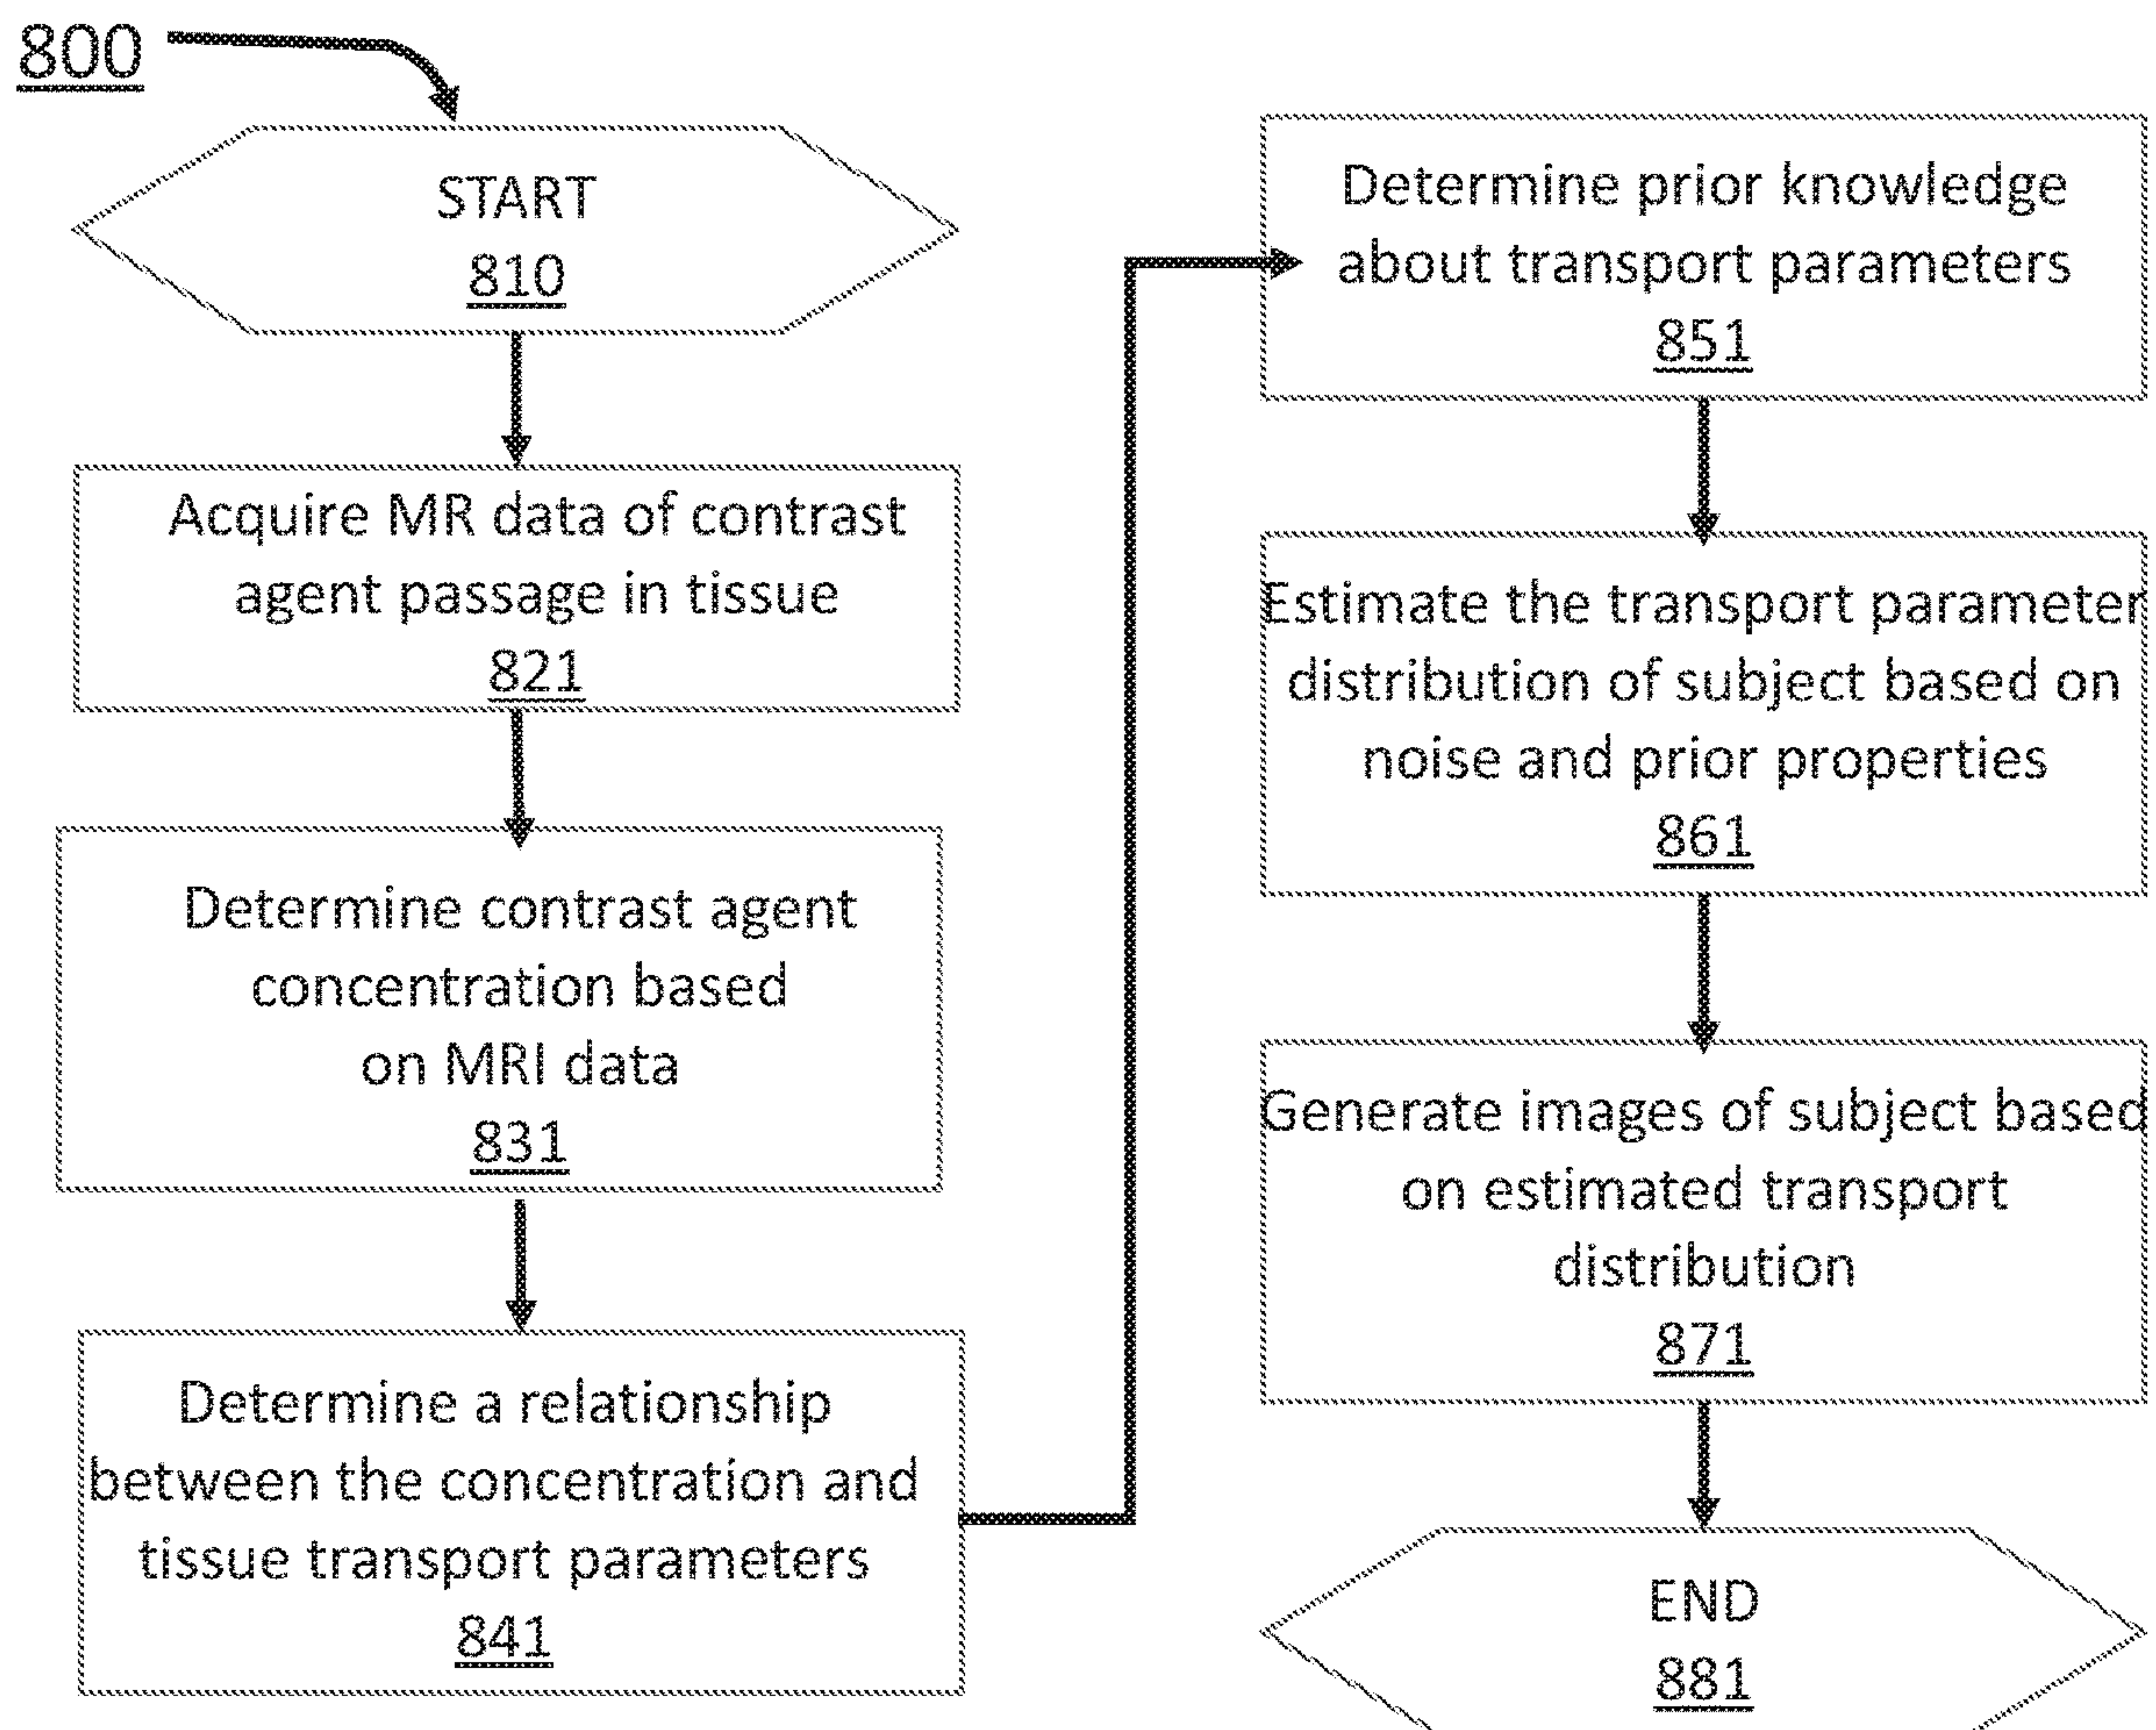 800
START
810
Acquire MR data of contrast
agent passage in tissue
821
Determine contrast agent
concentration based
on MRI data
831
Determine a relationship
between the concentration and
tissue transport parameters
841
Determine prior knowledge
about transport parameters
851
Estimate the transport parameter
distribution of subject based on
noise and prior properties
861
Generate images of subject based
on estimated transport
distribution
871
END
881